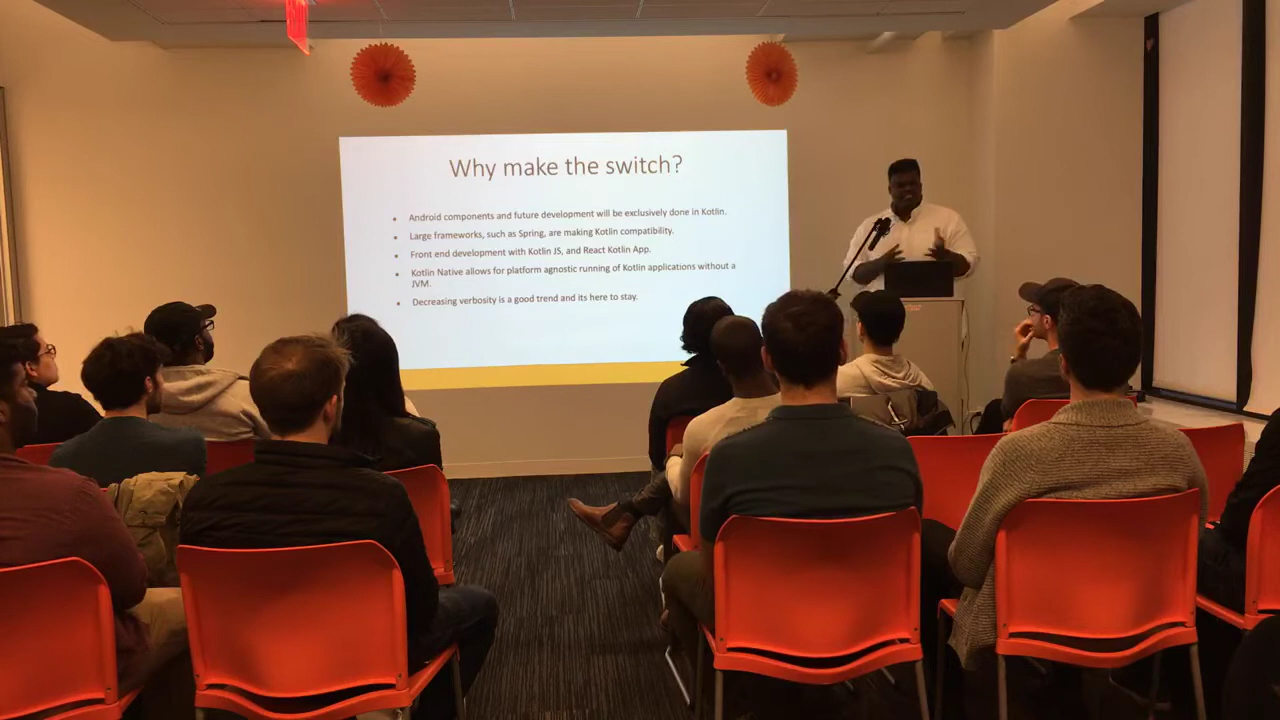 Why make the switch?
• Android components and future development will be exclusively done in Kotlin.
• Large frameworks, such as Spring, are making Kotlin compatibility.
• Front end development with Kotlin JS, and React Kotlin App.
• Kotlin Native allows for platform agnostic running of Kotlin applications without a
JVM.
• Decreasing verbosity is a good trend and its here to stay.